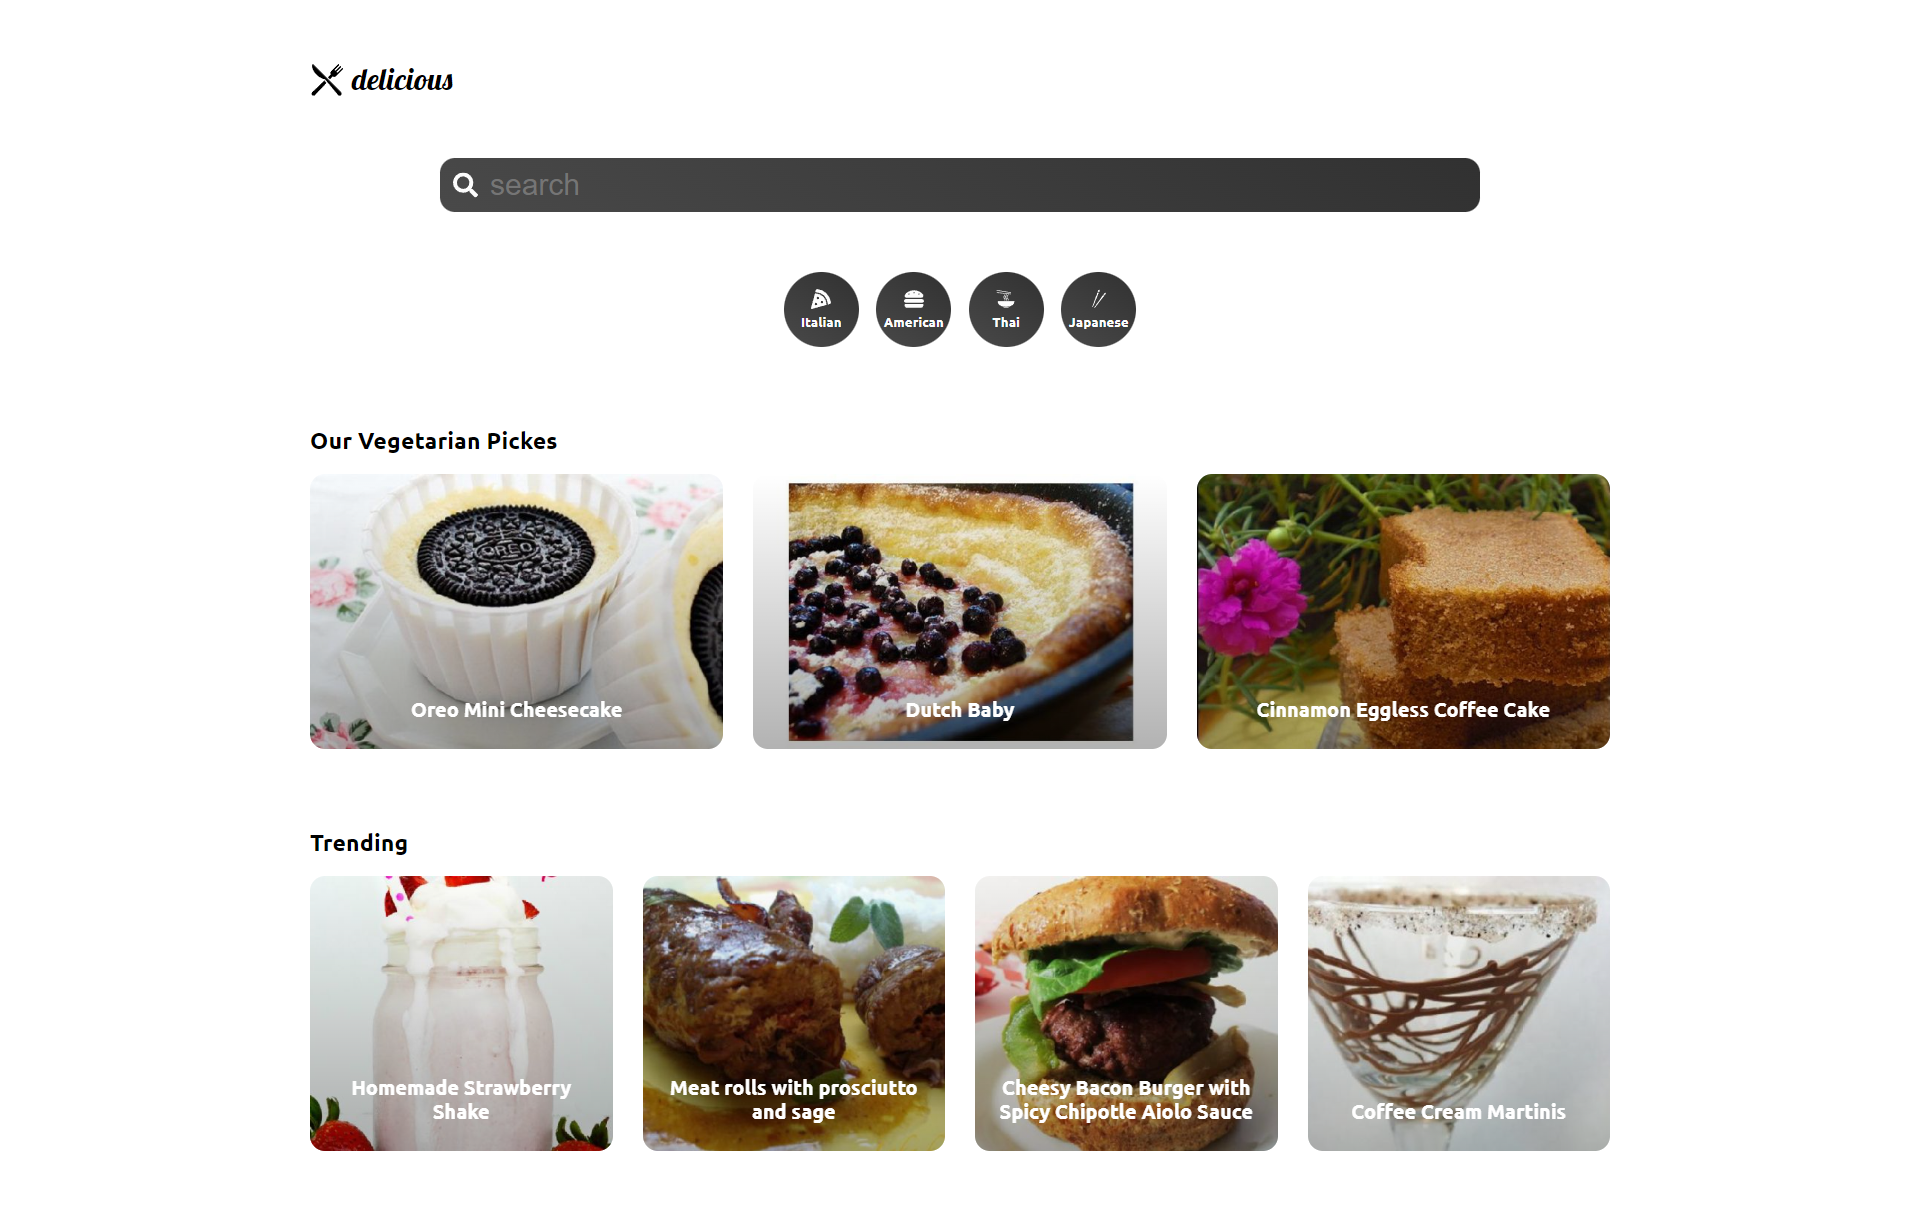 delicious
search
Italian
American
Thai
Japanese
Our Vegetarian Pickes
OREO
Oreo Mini Cheesecake
Dutch Baby
Cinnamon Eggless Coffee Cake
Trending
Homemade Strawberry
Shake
Meat rolls with prosciutto
and sage
Cheesy Bacon Burger with
Spicy Chipotle Aiolo Sauce
Coffee Cream Martinis